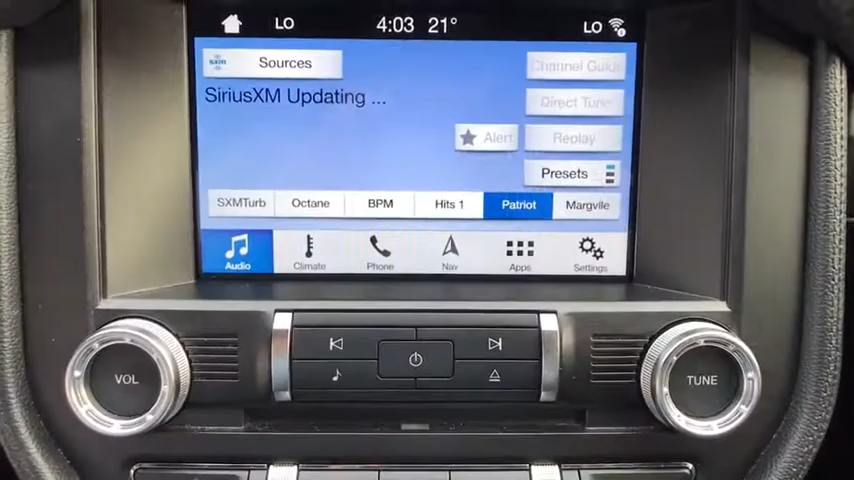 LO 4:03 21° LO
sxm Sources Channel Guide
SiriusXM Updating ...
Direct Tune
Alert Replay
Presets
SXMTurb Octane BPM Hits 1 Patriot Margvile
Audio Climate Phone Nav Apps Settings
VOL TUNE